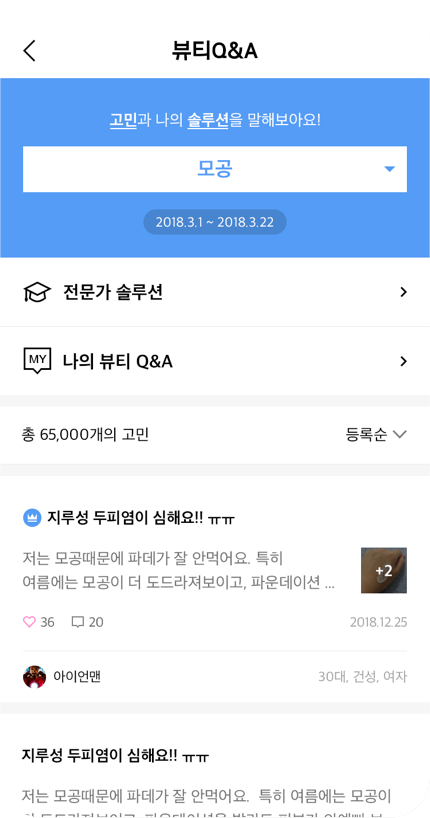 뷰티Q&A
고민과 나의 솔루션을 말해보아요!
모공
2018.3.1 ~ 2018.3.22
전문가 솔루션
MY 나의 뷰티 Q&A
총 65,000개의 고민 등록순
지루성 두피염이 심해요!! ㅠㅠ
저는 모공때문에 파데가 잘 안먹어요. 특히
여름에는 모공이 더 도드라져보이고, 파운데이션 ...
+2
36 20 2018.12.25
아이언맨 30대, 건성, 여자
지루성 두피염이 심해요!! ㅠㅠ
저는 모공때문에 파데가 잘 안먹어요. 특히 여름에는 모공이